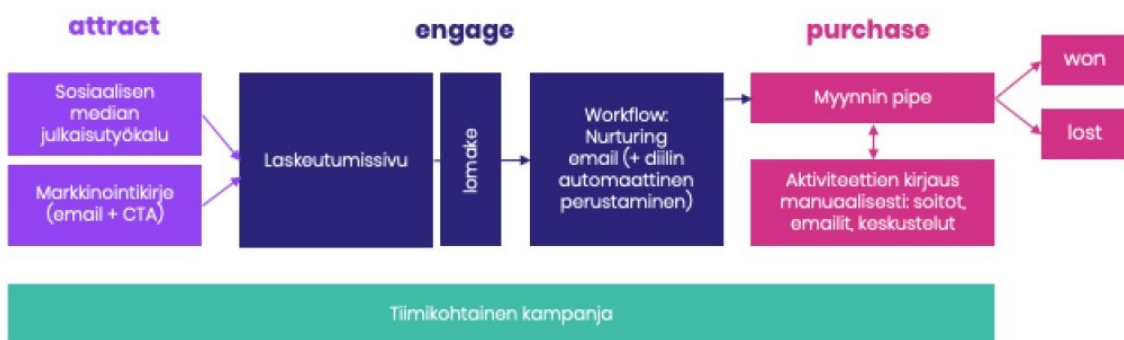 attract
engage
purchase
Sosiaalisen
median
julkaisutyökalu
Markkinointikirje
(email + CTA)
Laskeutumissivu
lomake
Workflow:
Nurturing
email (+ diilin
automaattinen
perustaminen)
Myynnin pipe
Aktiviteettien kirjaus
manuaalisesti: soitot,
emailit, keskustelut
won
lost
Tiimikohtainen kampanja